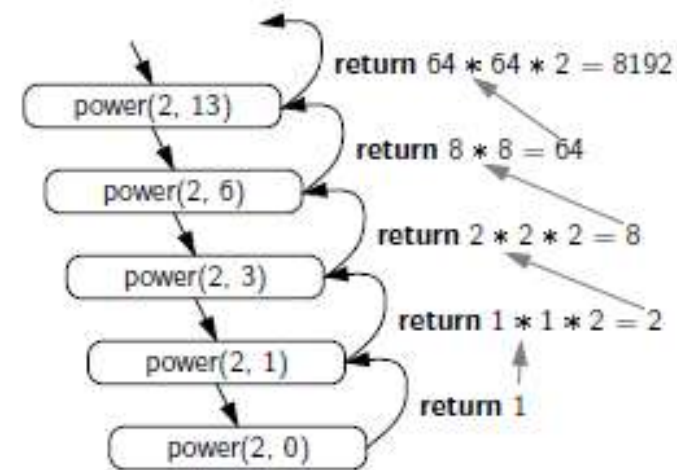 return 64 * 64 * 2 = 8192
power(2, 13)
return 8 * 8 = 64
power(2, 6)
return 2 * 2 * 2 = 8
power(2, 3)
return 1 * 1 * 2 = 2
power(2, 1)
return 1
power(2, 0)